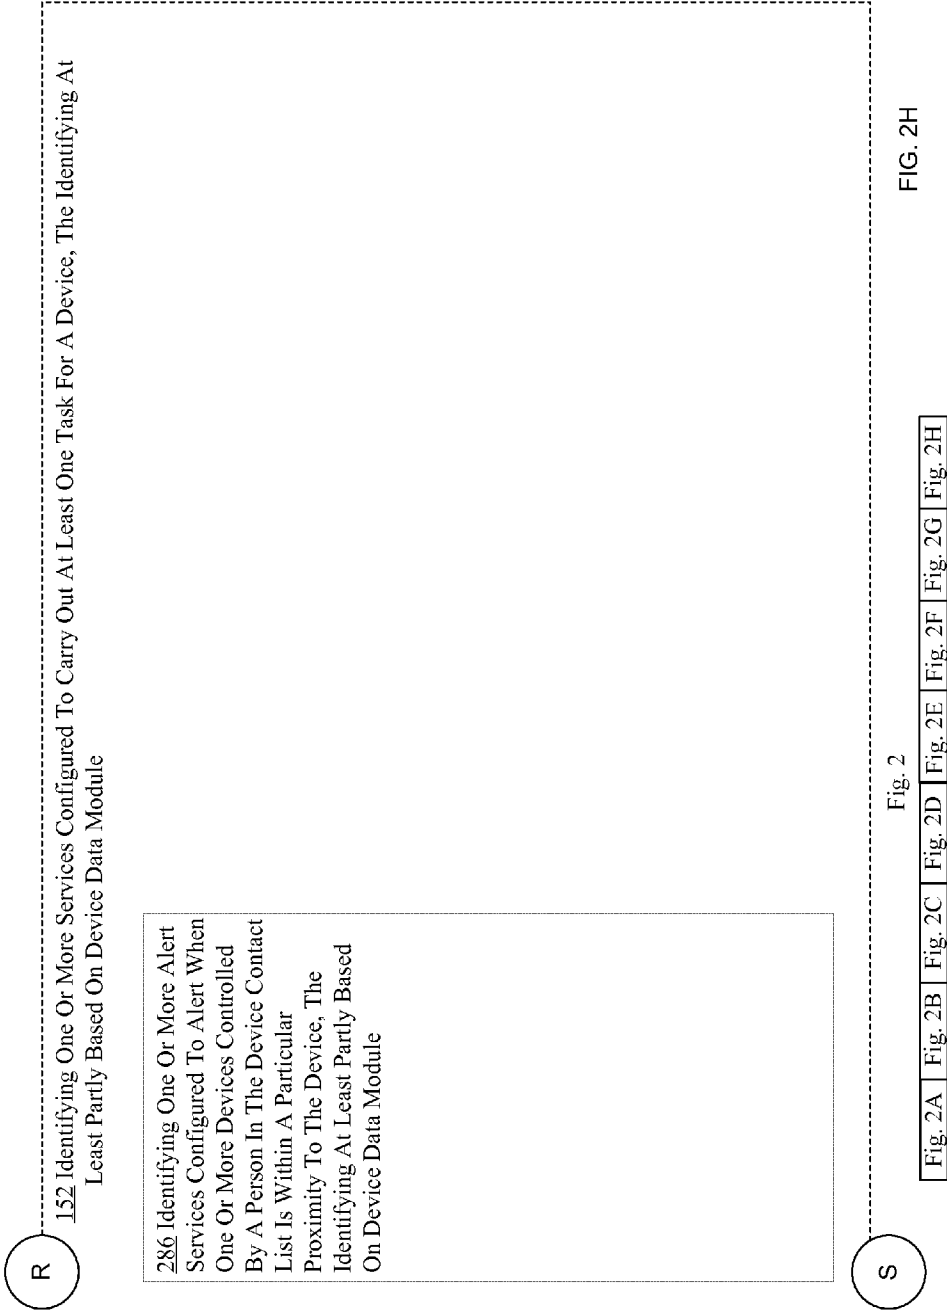 R
152 Identifying One Or More Services Configured To Carry Out At Least One Task For A Device, The Identifying At
Least Partly Based On Device Data Module
286 Identifying One Or More Alert
Services Configured To Alert When
One Or More Devices Controlled
By A Person In The Device Contact
List Is Within A Particular
Proximity To The Device, The
Identifying At Least Partly Based
On Device Data Module
S
Fig. 2
FIG. 2H
Fig. 2A Fig. 2B Fig. 2C Fig. 2D Fig. 2E Fig. 2F Fig. 2G Fig. 2H